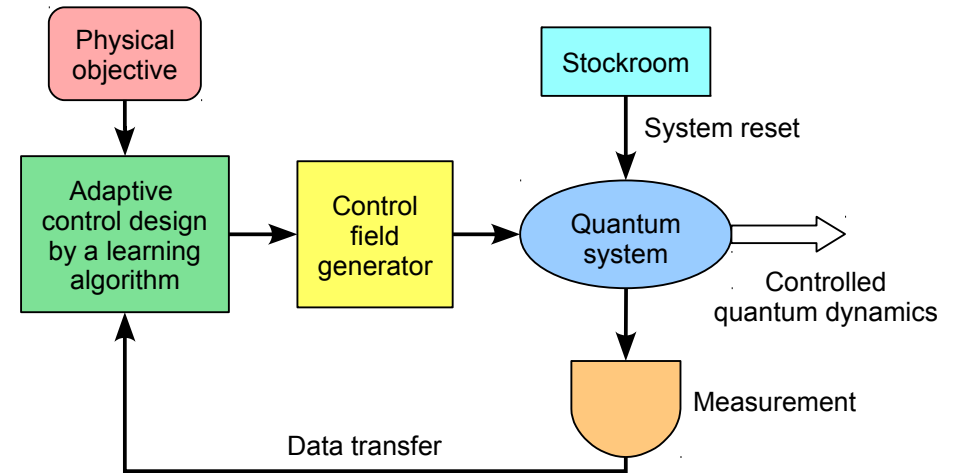 Physical
objective
Stockroom
System reset
Adaptive
control design
by a learning
algorithm
Control
field
generator
Quantum
system
Controlled
quantum dynamics
Measurement
Data transfer